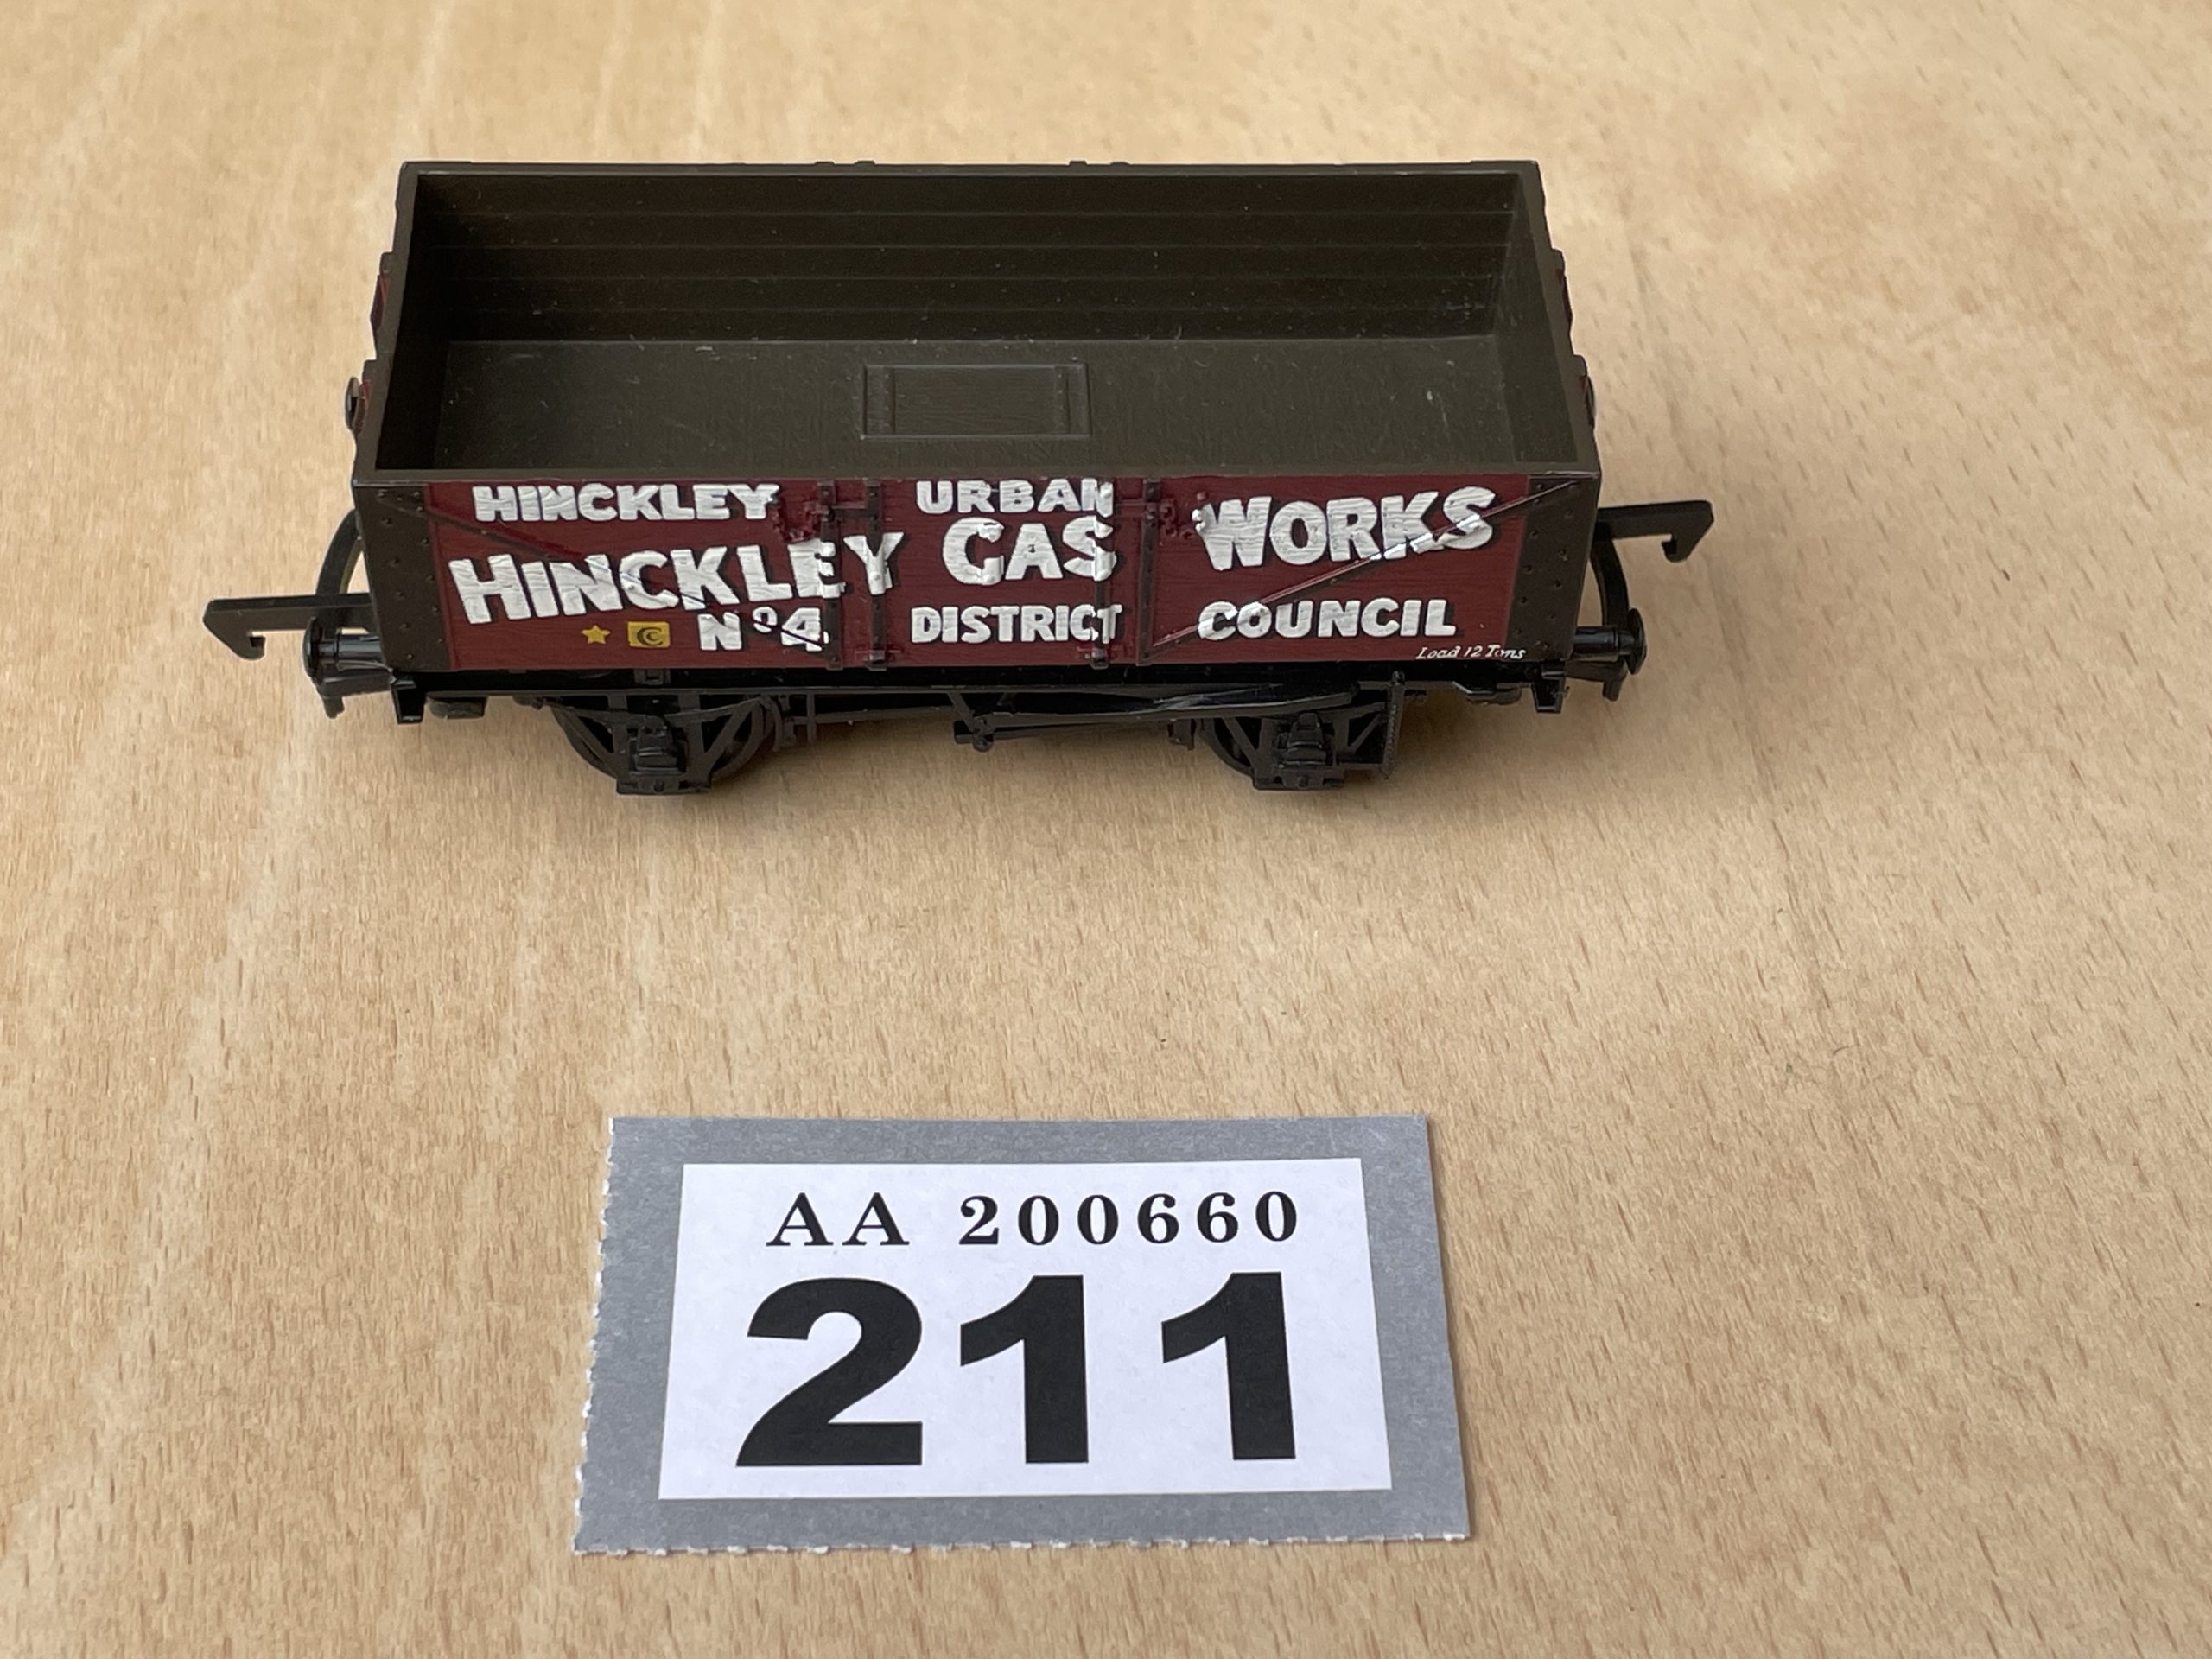 HINCKLEY URBAN
HINCKLEY GAS WORKS
Nº4 DISTRICT COUNCIL
C
Load 12 Tons
AA 200660
211